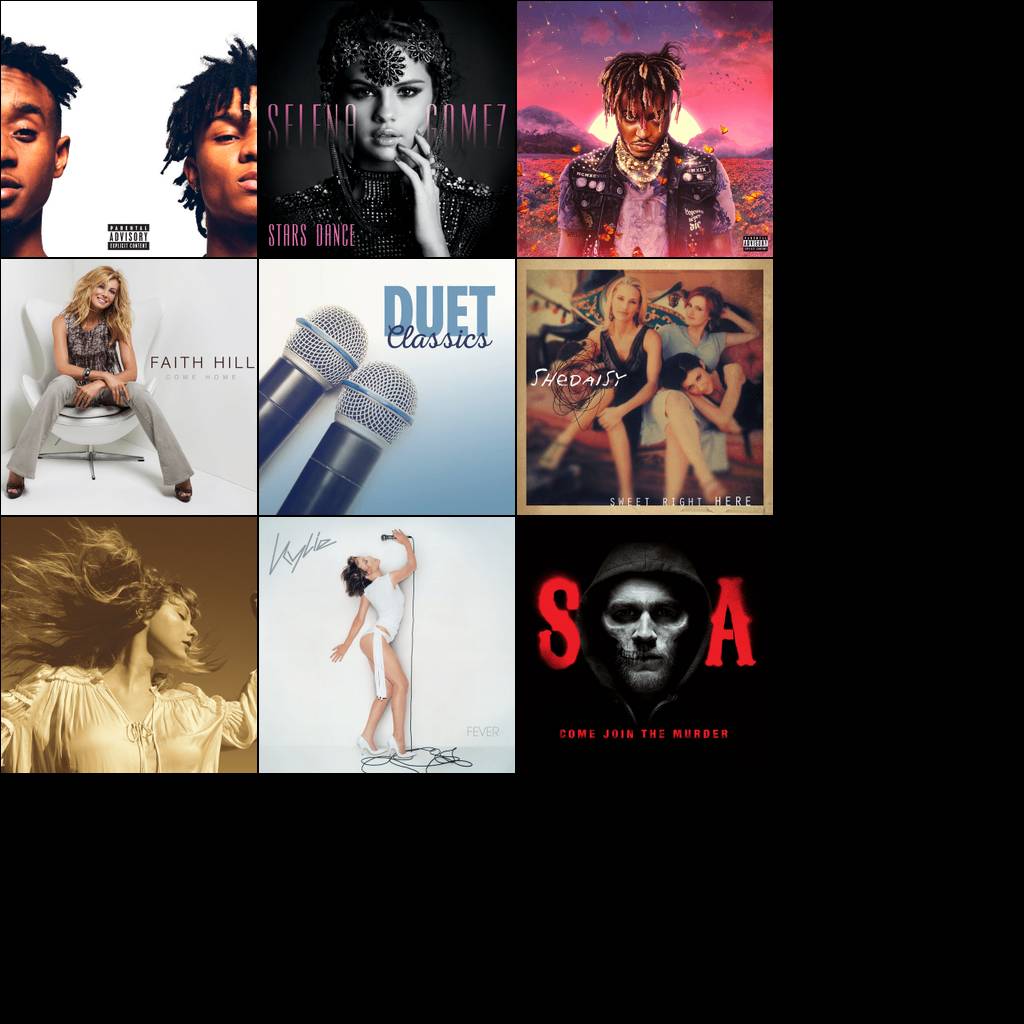 PARENTAL
ADVISORY
EXPLICIT CONTENT
SELENA GOMEZ
STARS DANCE
PARENTAL
ADVISORY
EXPLICIT CONTENT
FAITH HILL
COME HOME
DUET
Classics
SHeDAISY
SWEET RIGHT HERE
Kylie
FEVER
S A
COME JOIN THE MURDER